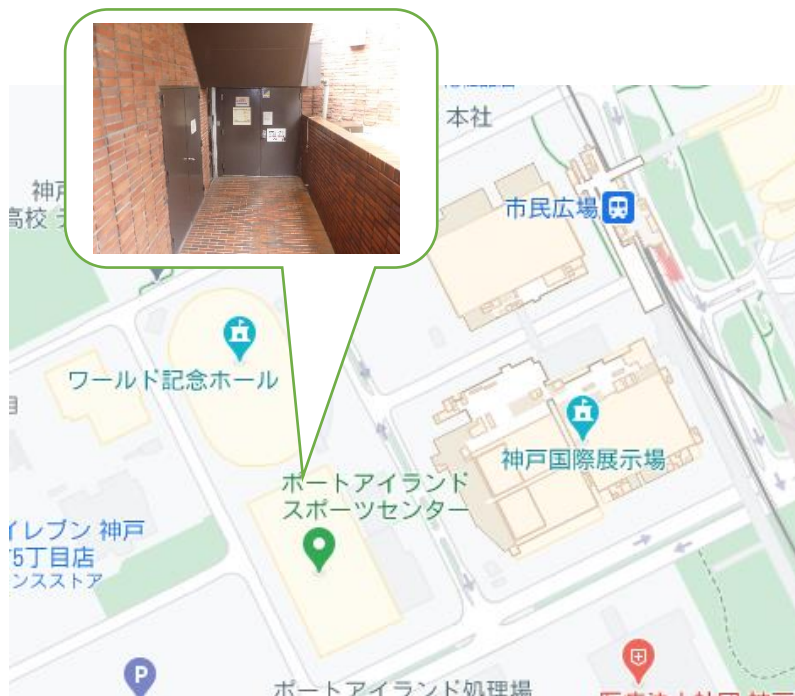 本社
神戸
高校 ラ
市民広場
ワールド記念ホール
目
神戸国際展示場
ポートアイランド
スポーツセンター
イレブン 神戸
5丁目店
ンスストア
P
ポートアイランド処理場